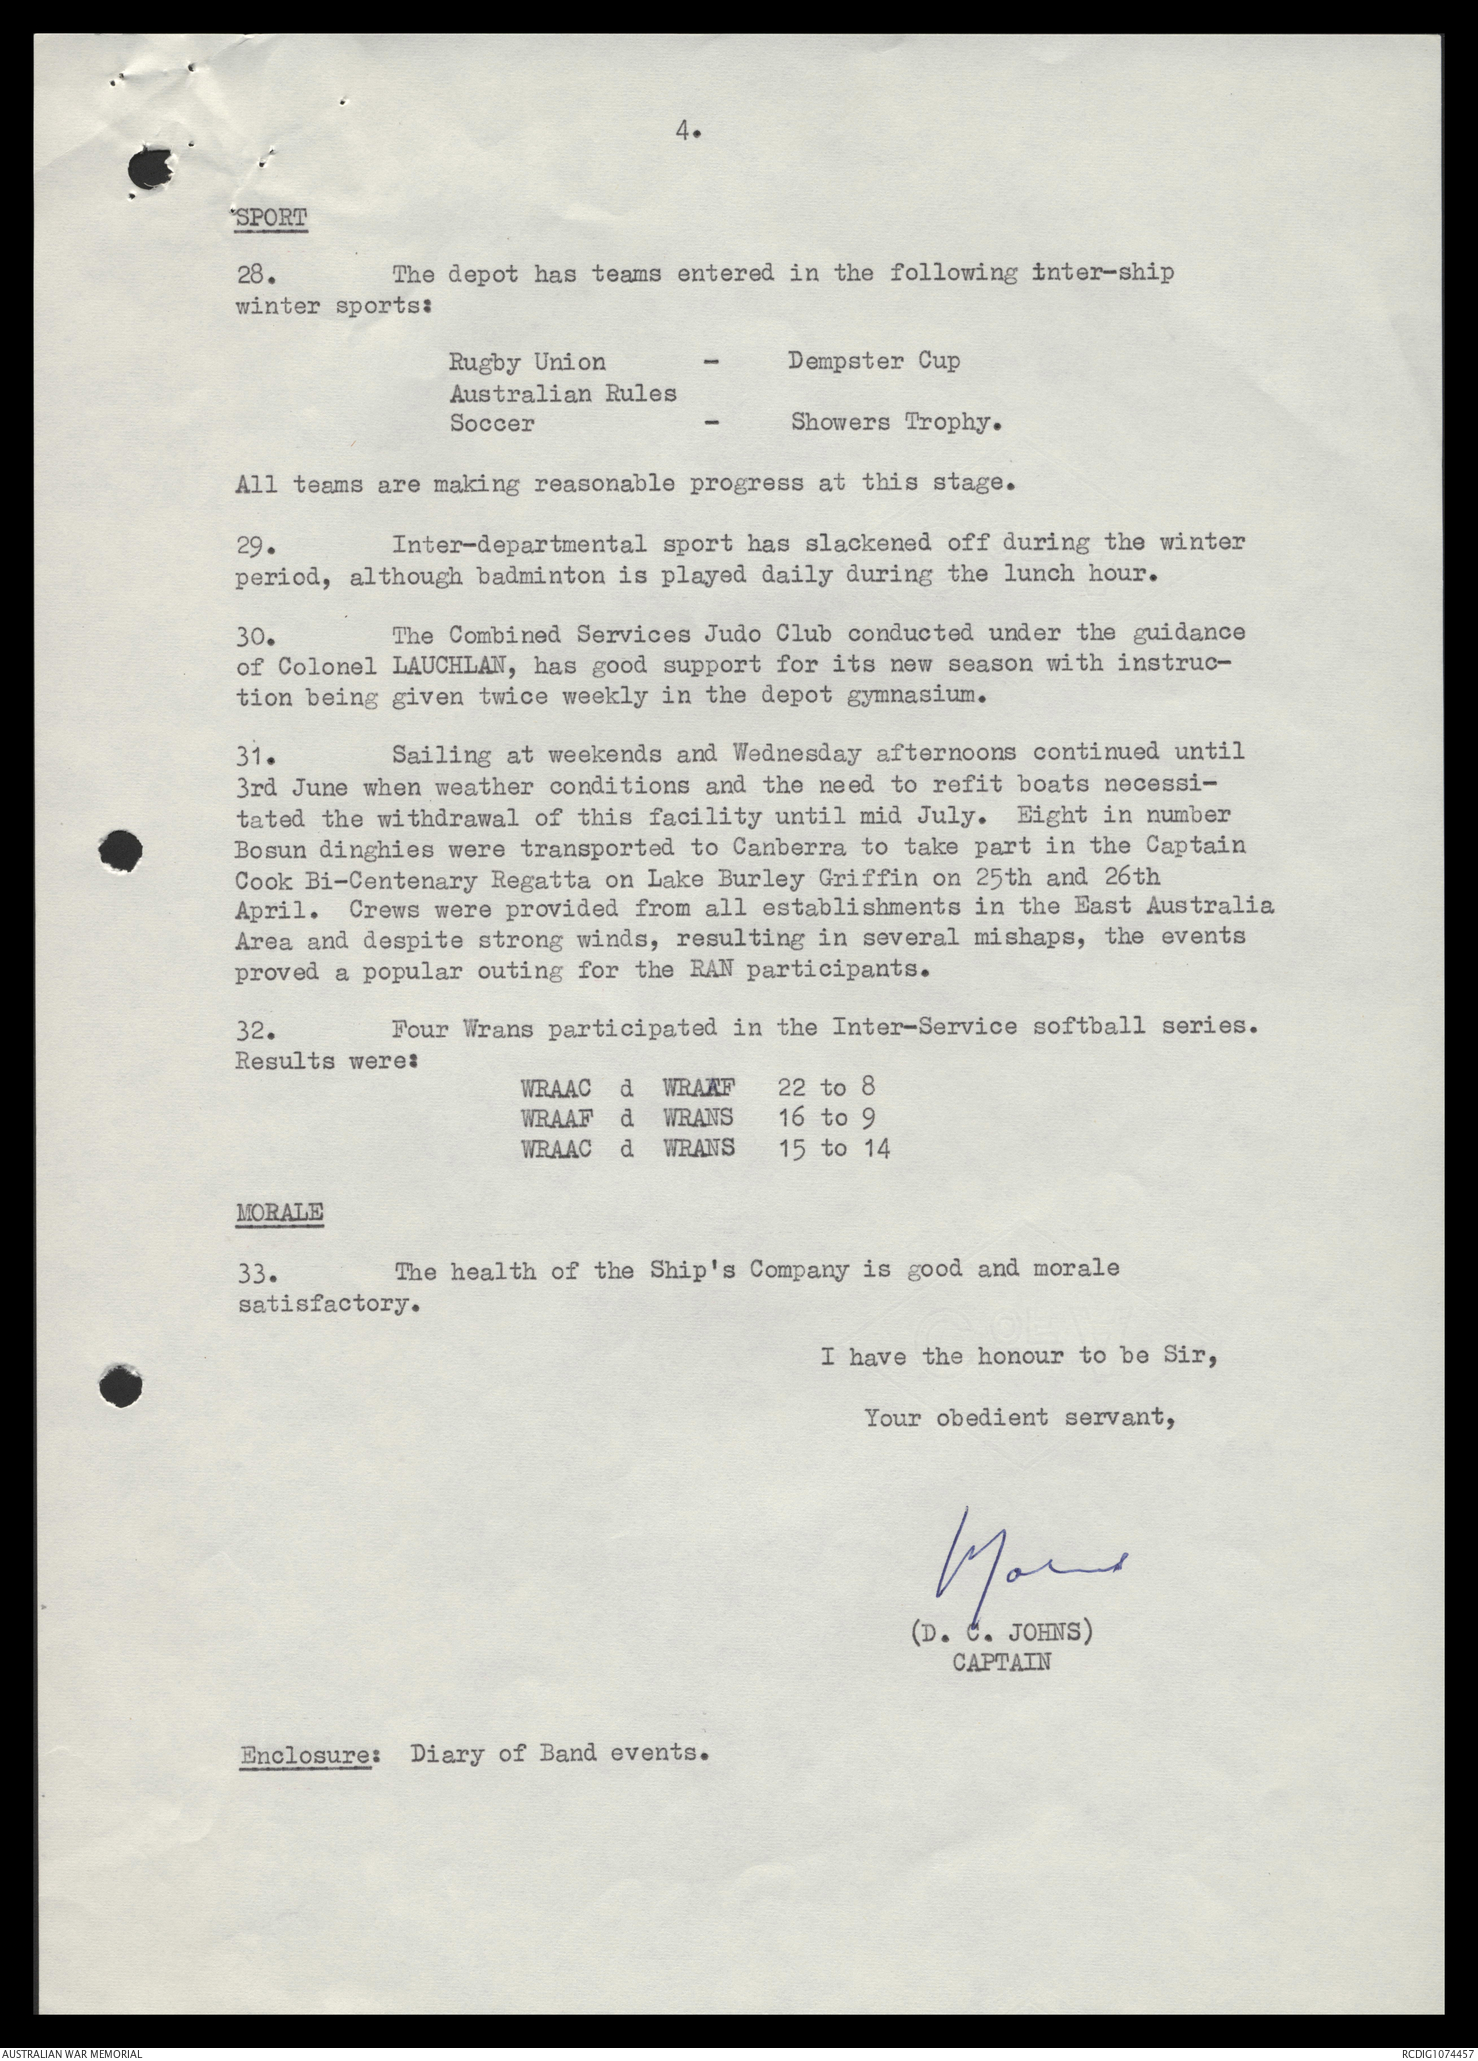 4.
SPORT
28. The depot has teams entered in the following inter-ship
winter sports:
Rugby Union - Dempster Cup
Australian Rules
Soccer - Showers Trophy.
All teams are making reasonable progress at this stage.
29. Inter-departmental sport has slackened off during the winter
period, although badminton is played daily during the lunch hour.
30. The Combined Services Judo Club conducted under the guidance
of Colonel LAUCHLAN, has good support for its new season with instruc-
tion being given twice weekly in the depot gymnasium.
31. Sailing at weekends and Wednesday afternoons continued until
3rd June when weather conditions and the need to refit boats necessi-
tated the withdrawal of this facility until mid July. Eight in number
Bosun dinghies were transported to Canberra to take part in the Captain
Cook Bi-Centenary Regatta on Lake Burley Griffin on 25th and 26th
April. Crews were provided from all establishments in the East Australia
Area and despite strong winds, resulting in several mishaps, the events
proved a popular outing for the RAN participants.
32. Four Wrans participated in the Inter-Service softball series.
Results were:
WRAAC d WRAAF 22 to 8
WRAAF d WRANS 16 to 9
WRAAC d WRANS 15 to 14
MORALE
33. The health of the Ship's Company is good and morale
satisfactory.
I have the honour to be Sir,
Your obedient servant,
(D. C. JOHNS)
CAPTAIN
Enclosure: Diary of Band events.
AUSTRALIAN WAR MEMORIAL
RCDIG1074457